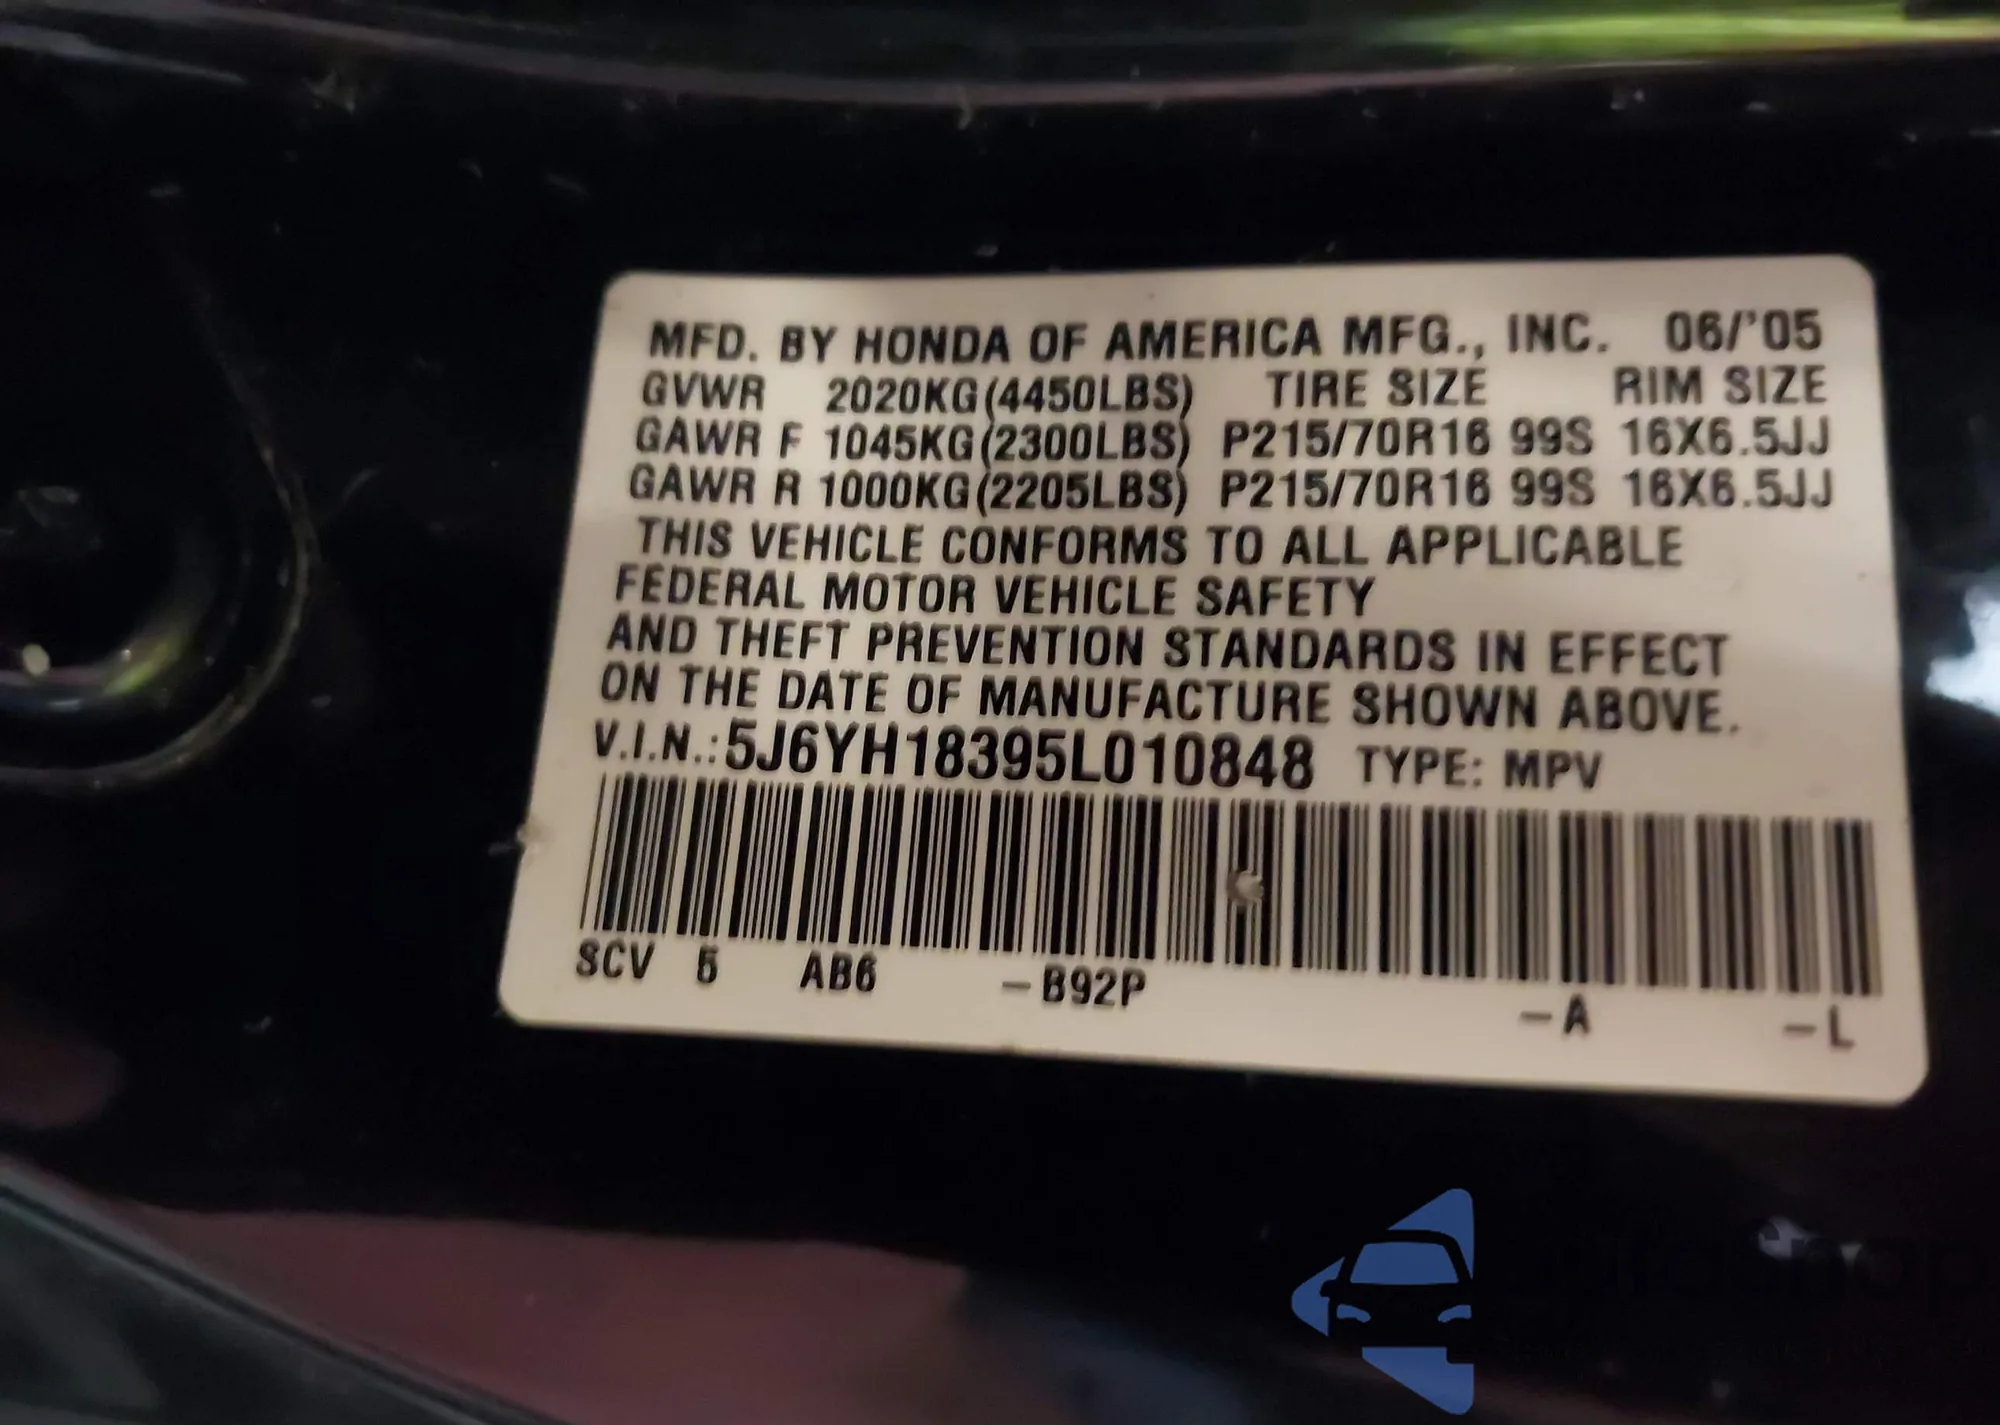 MFD. BY HONDA OF AMERICA MFG., INC. 06/'05
GVWR 2020KG(4450LBS) TIRE SIZE RIM SIZE
GAWR F 1045KG(2300LBS) P215/70R16 99S 16X6.5JJ
GAWR R 1000KG(2205LBS) P215/70R16 99S 16X6.5JJ
THIS VEHICLE CONFORMS TO ALL APPLICABLE
FEDERAL MOTOR VEHICLE SAFETY
AND THEFT PREVENTION STANDARDS IN EFFECT
ON THE DATE OF MANUFACTURE SHOWN ABOVE.
V.I.N.:5J6YH18395L010848 TYPE: MPV
SCV 5 AB6 -B92P -A -L